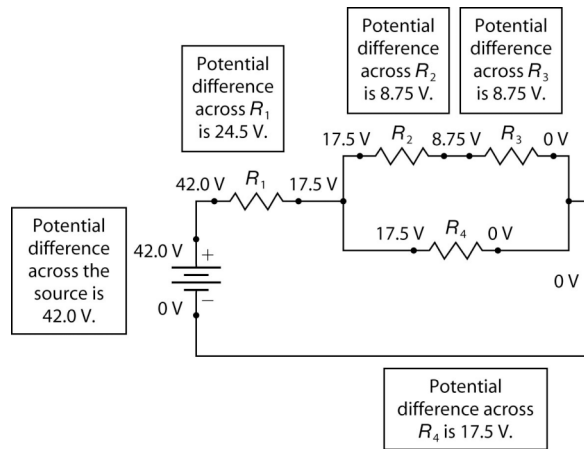 Potential
difference
across R₂
is 8.75 V.
Potential
difference
across R₃
is 8.75 V.
Potential
difference
across R₁
is 24.5 V.
17.5 V R₂ 8.75 V R₃ 0 V
42.0 V R₁ 17.5 V
17.5 V R₄ 0 V
Potential
difference
across the
source is
42.0 V.
42.0 V +
0 V −
0 V
Potential
difference across
R₄ is 17.5 V.